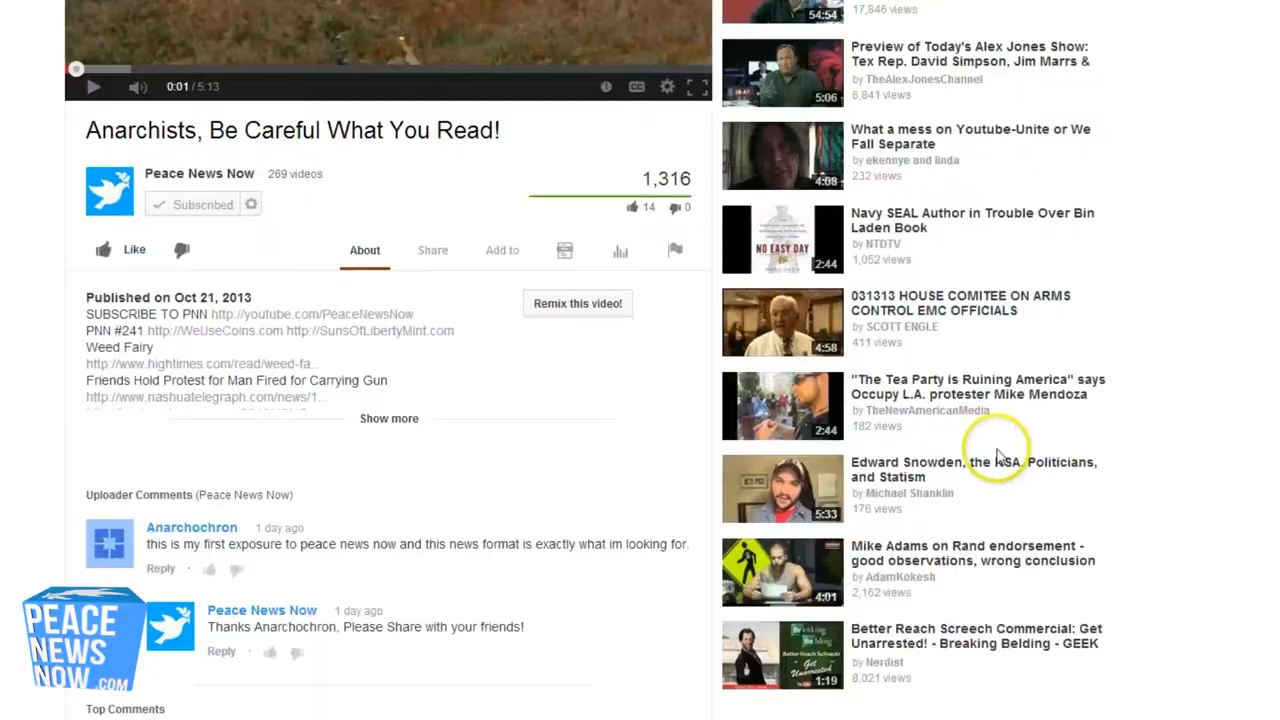 0:01 / 5:13
CC
Anarchists, Be Careful What You Read!
Peace News Now · 269 videos
Subscribed
1,316
14 0
Like
About Share Add to
Published on Oct 21, 2013
SUBSCRIBE TO PNN http://youtube.com/PeaceNewsNow
PNN #241 http://WeUseCoins.com http://SunsOfLibertyMint.com
Weed Fairy
http://www.hightimes.com/read/weed-fa...
Friends Hold Protest for Man Fired for Carrying Gun
http://www.nashuatelegraph.com/news/1...
Remix this video!
Show more
Uploader Comments (Peace News Now)
Anarchochron 1 day ago
this is my first exposure to peace news now and this news format is exactly what im looking for.
Reply ·
Peace News Now 1 day ago
Thanks Anarchochron, Please Share with your friends!
Reply ·
Top Comments
PEACE
NEWS
NOW.COM
54:54
17,846 views
Preview of Today's Alex Jones Show:
Tex Rep. David Simpson, Jim Marrs &
by TheAlexJonesChannel
6,841 views
5:06
What a mess on Youtube-Unite or We
Fall Separate
by ekennye and linda
232 views
4:08
Navy SEAL Author in Trouble Over Bin
Laden Book
by NTDTV
1,052 views
NO EASY DAY
2:44
031313 HOUSE COMITEE ON ARMS
CONTROL EMC OFFICIALS
by SCOTT ENGLE
411 views
4:58
"The Tea Party is Ruining America" says
Occupy L.A. protester Mike Mendoza
by TheNewAmericanMedia
182 views
2:44
Edward Snowden, the NSA, Politicians,
and Statism
by Michael Shanklin
176 views
5:33
Mike Adams on Rand endorsement -
good observations, wrong conclusion
by AdamKokesh
2,162 views
4:01
Better Reach Screech Commercial: Get
Unarrested! - Breaking Belding - GEEK
by Nerdist
8,021 views
Breaking
Belding
Better Reach Screech!
"Get
Unarrested"
1:19